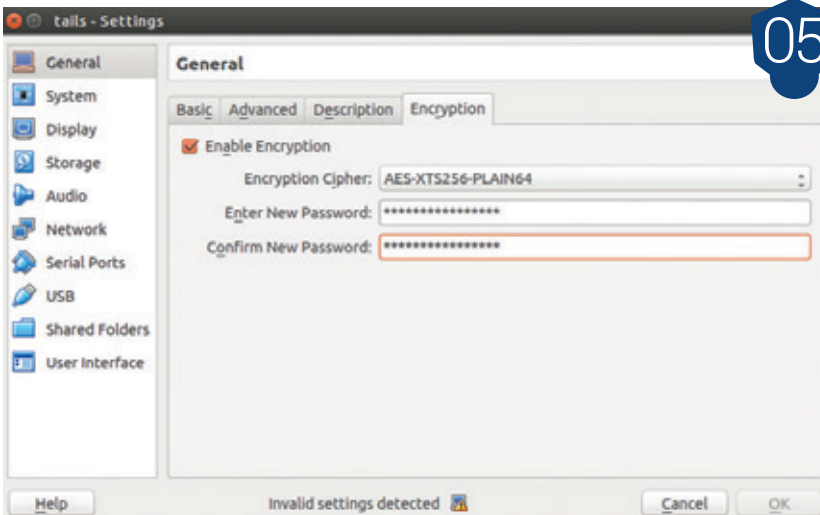 tails - Settings
05
General
System
Display
Storage
Audio
Network
Serial Ports
USB
Shared Folders
User Interface
General
Basic Advanced Description Encryption
Enable Encryption
Encryption Cipher: AES-XTS256-PLAIN64
Enter New Password: ****************
Confirm New Password: ****************
Help
Invalid settings detected
Cancel
OK